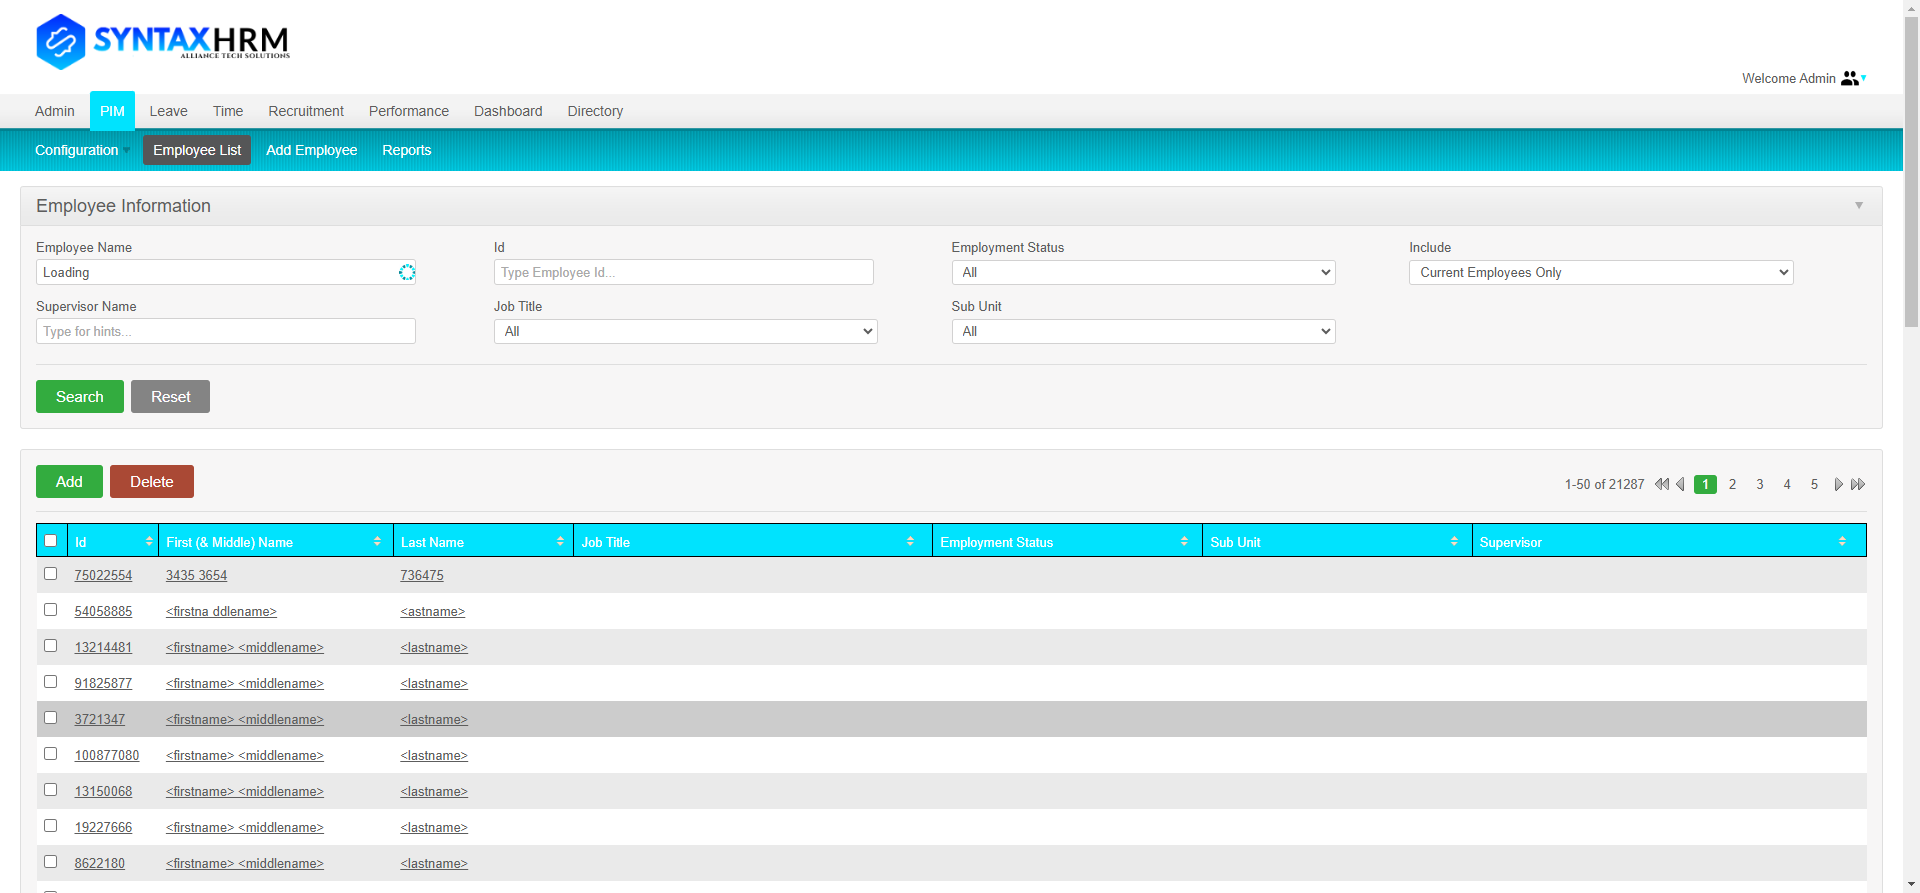 SYNTAXHRM
ALLIANCE TECH SOLUTIONS
Welcome Admin
Admin PIM Leave Time Recruitment Performance Dashboard Directory
Configuration Employee List Add Employee Reports
Employee Information
Employee Name Id Employment Status Include
Loading Type Employee Id... All Current Employees Only
Supervisor Name Job Title Sub Unit
Type for hints... All All
Search Reset
Add Delete 1-50 of 21287 1 2 3 4 5
Id First (& Middle) Name Last Name Job Title Employment Status Sub Unit Supervisor
75022554 3435 3654 736475
54058885 <firstna ddlename> <astname>
13214481 <firstname> <middlename> <lastname>
91825877 <firstname> <middlename> <lastname>
3721347 <firstname> <middlename> <lastname>
100877080 <firstname> <middlename> <lastname>
13150068 <firstname> <middlename> <lastname>
19227666 <firstname> <middlename> <lastname>
8622180 <firstname> <middlename> <lastname>